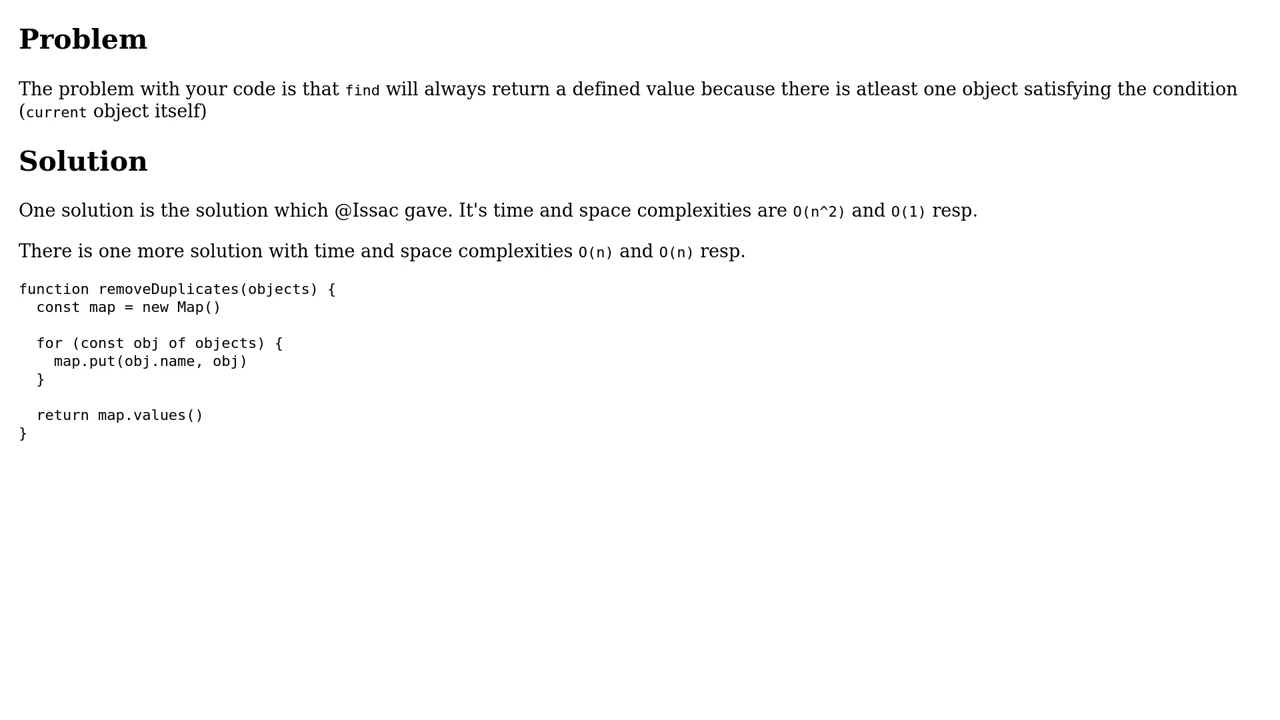 Problem
The problem with your code is that find will always return a defined value because there is atleast one object satisfying the condition
(current object itself)
Solution
One solution is the solution which @Issac gave. It's time and space complexities are O(n^2) and O(1) resp.
There is one more solution with time and space complexities O(n) and O(n) resp.
function removeDuplicates(objects) {
  const map = new Map()

  for (const obj of objects) {
    map.put(obj.name, obj)
  }

  return map.values()
}